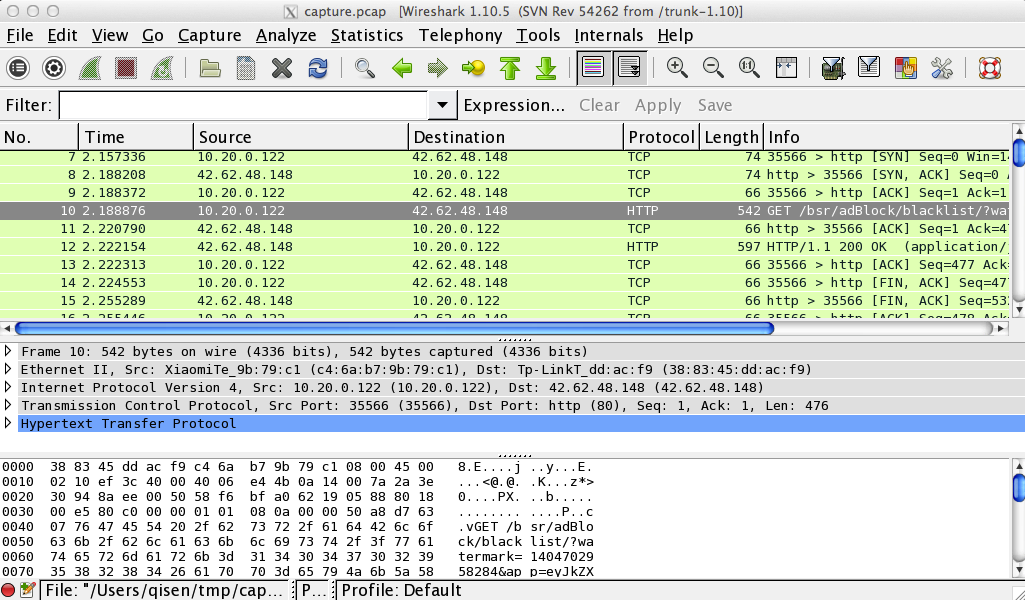 capture.pcap [Wireshark 1.10.5 (SVN Rev 54262 from /trunk-1.10)]
File Edit View Go Capture Analyze Statistics Telephony Tools Internals Help
Filter: Expression... Clear Apply Save
No. Time Source Destination Protocol Length Info
7 2.157336 10.20.0.122 42.62.48.148 TCP 74 35566 > http [SYN] Seq=0 Win=14
8 2.188208 42.62.48.148 10.20.0.122 TCP 74 http > 35566 [SYN, ACK] Seq=0 A
9 2.188372 10.20.0.122 42.62.48.148 TCP 66 35566 > http [ACK] Seq=1 Ack=1
10 2.188876 10.20.0.122 42.62.48.148 HTTP 542 GET /bsr/adBlock/blacklist/?wa
11 2.220790 42.62.48.148 10.20.0.122 TCP 66 http > 35566 [ACK] Seq=1 Ack=47
12 2.222154 42.62.48.148 10.20.0.122 HTTP 597 HTTP/1.1 200 OK (application/
13 2.222313 10.20.0.122 42.62.48.148 TCP 66 35566 > http [ACK] Seq=477 Ack
14 2.224553 10.20.0.122 42.62.48.148 TCP 66 35566 > http [FIN, ACK] Seq=47
15 2.255289 42.62.48.148 10.20.0.122 TCP 66 http > 35566 [FIN, ACK] Seq=53
16 2.255446 10.20.0.122 42.62.48.148 TCP 66 35566 > http [ACK] Seq=478 Ack
Frame 10: 542 bytes on wire (4336 bits), 542 bytes captured (4336 bits)
Ethernet II, Src: XiaomiTe_9b:79:c1 (c4:6a:b7:9b:79:c1), Dst: Tp-LinkT_dd:ac:f9 (38:83:45:dd:ac:f9)
Internet Protocol Version 4, Src: 10.20.0.122 (10.20.0.122), Dst: 42.62.48.148 (42.62.48.148)
Transmission Control Protocol, Src Port: 35566 (35566), Dst Port: http (80), Seq: 1, Ack: 1, Len: 476
Hypertext Transfer Protocol
0000 38 83 45 dd ac f9 c4 6a b7 9b 79 c1 08 00 45 00 8.E....j ..y...E.
0010 02 10 ef 3c 40 00 40 06 e4 4b 0a 14 00 7a 2a 3e ...<@.@. .K...z*>
0020 30 94 8a ee 00 50 58 f6 bf a0 62 19 05 88 80 18 0....PX. ..b.....
0030 00 e5 80 c0 00 00 01 01 08 0a 00 00 50 a8 d7 63 ........ ....P..c
0040 07 76 47 45 54 20 2f 62 73 72 2f 61 64 42 6c 6f .vGET /b sr/adBlo
0050 63 6b 2f 62 6c 61 63 6b 6c 69 73 74 2f 3f 77 61 ck/black list/?wa
0060 74 65 72 6d 61 72 6b 3d 31 34 30 34 37 30 32 39 termark= 14047029
0070 35 38 32 38 34 26 61 70 70 3d 65 79 4a 6b 5a 58 58284&ap p=eyJkZX
File: "/Users/qisen/tmp/cap... P... Profile: Default